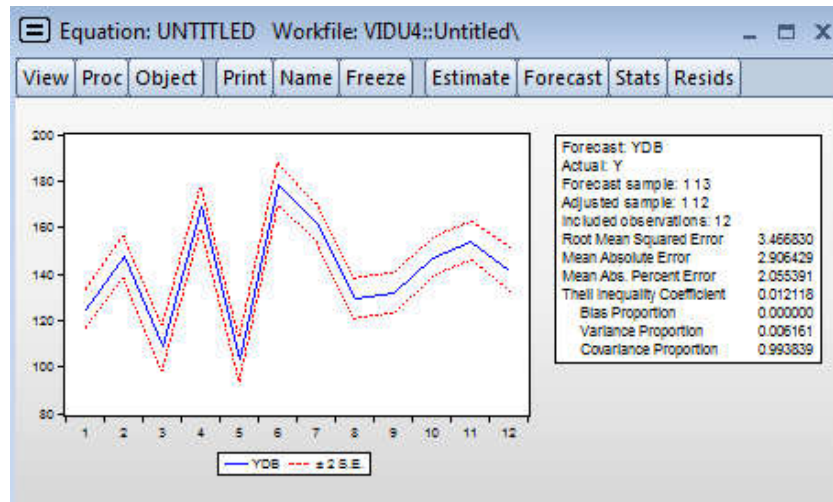 Equation: UNTITLED Workfile: VIDU4::Untitled\
View Proc Object Print Name Freeze Estimate Forecast Stats Resids
200
180
160
140
120
100
80
1 2 3 4 5 6 7 8 9 10 11 12
YDB ± 2 S.E.
Forecast: YDB
Actual: Y
Forecast sample: 1 13
Adjusted sample: 1 12
Included observations: 12
Root Mean Squared Error 3.466830
Mean Absolute Error 2.906429
Mean Abs. Percent Error 2.055391
Theil Inequality Coefficient 0.012118
Bias Proportion 0.000000
Variance Proportion 0.006161
Covariance Proportion 0.993839